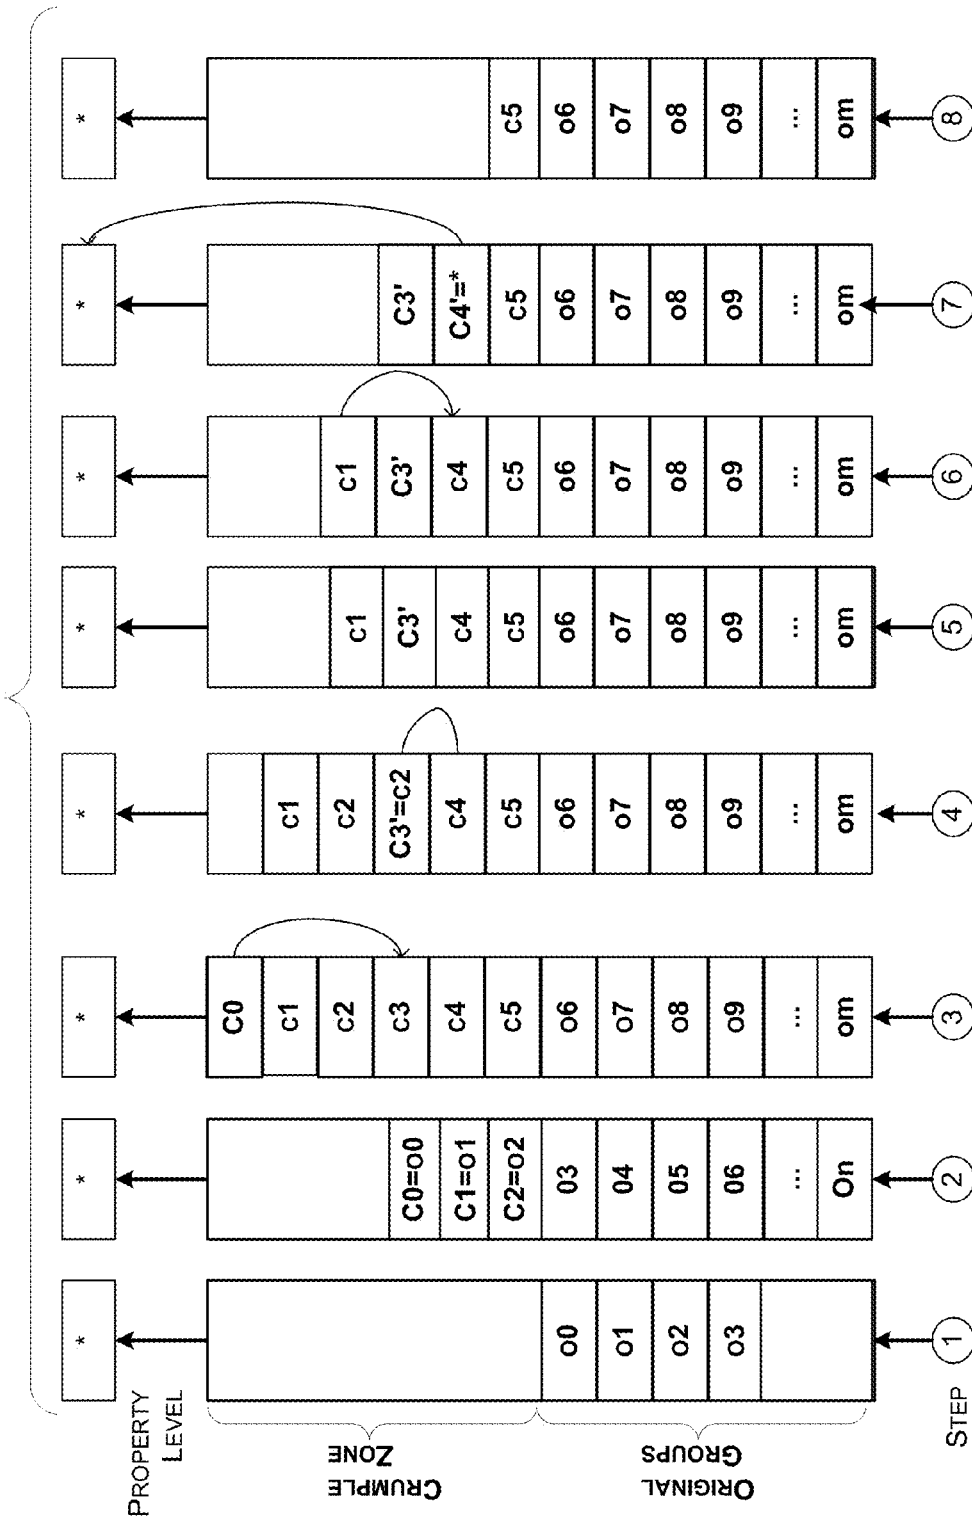 PROPERTY
LEVEL
CRUMPLE
ZONE
ORIGINAL
GROUPS
STEP
*
o0
o1
o2
o3
1
*
C0=o0
C1=o1
C2=o2
03
04
05
06
...
On
2
*
C0
c1
c2
c3
c4
c5
o6
o7
o8
o9
...
om
3
*
c1
c2
C3'=c2
c4
c5
o6
o7
o8
o9
...
om
4
*
c1
C3'
c4
c5
o6
o7
o8
o9
...
om
5
*
c1
C3'
c4
c5
o6
o7
o8
o9
...
om
6
*
C3'
C4'=*
c5
o6
o7
o8
o9
...
om
7
*
c5
o6
o7
o8
o9
...
om
8